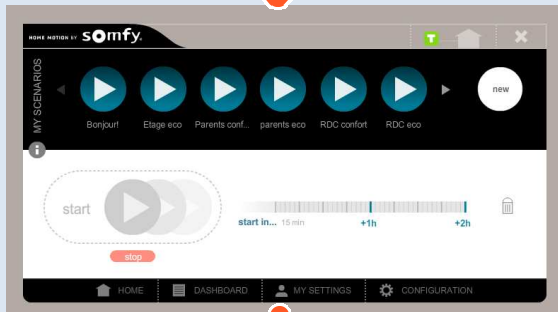 HOME MOTION BY somfy.
T
MY SCENARIOS
Bonjour!
Etage eco
Parents conf...
parents eco
RDC confort
RDC eco
new
i
start
start in... 15 min +1h +2h
stop
HOME
DASHBOARD
MY SETTINGS
CONFIGURATION